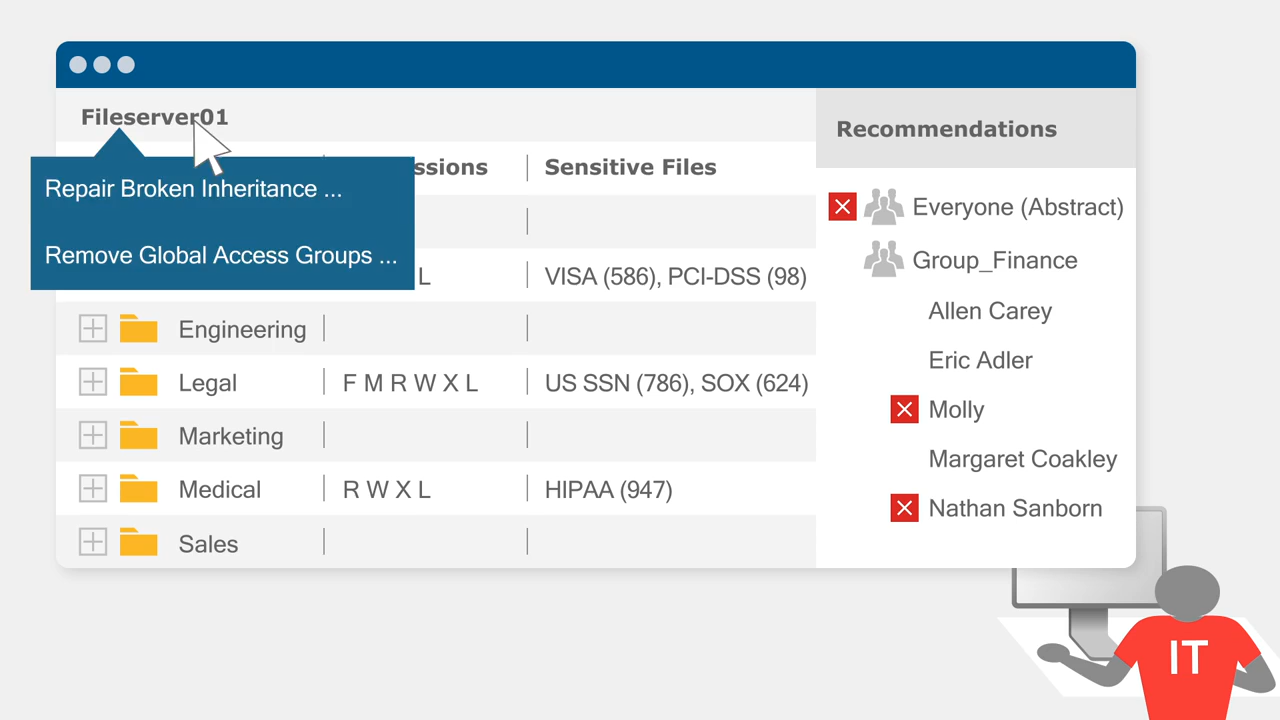 Fileserver01
Repair Broken Inheritance ...
Remove Global Access Groups ...
Sensitive Files
L
VISA (586), PCI-DSS (98)
Engineering
Legal F M R W X L US SSN (786), SOX (624)
Marketing
Medical R W X L HIPAA (947)
Sales
Recommendations
Everyone (Abstract)
Group_Finance
Allen Carey
Eric Adler
Molly
Margaret Coakley
Nathan Sanborn
IT